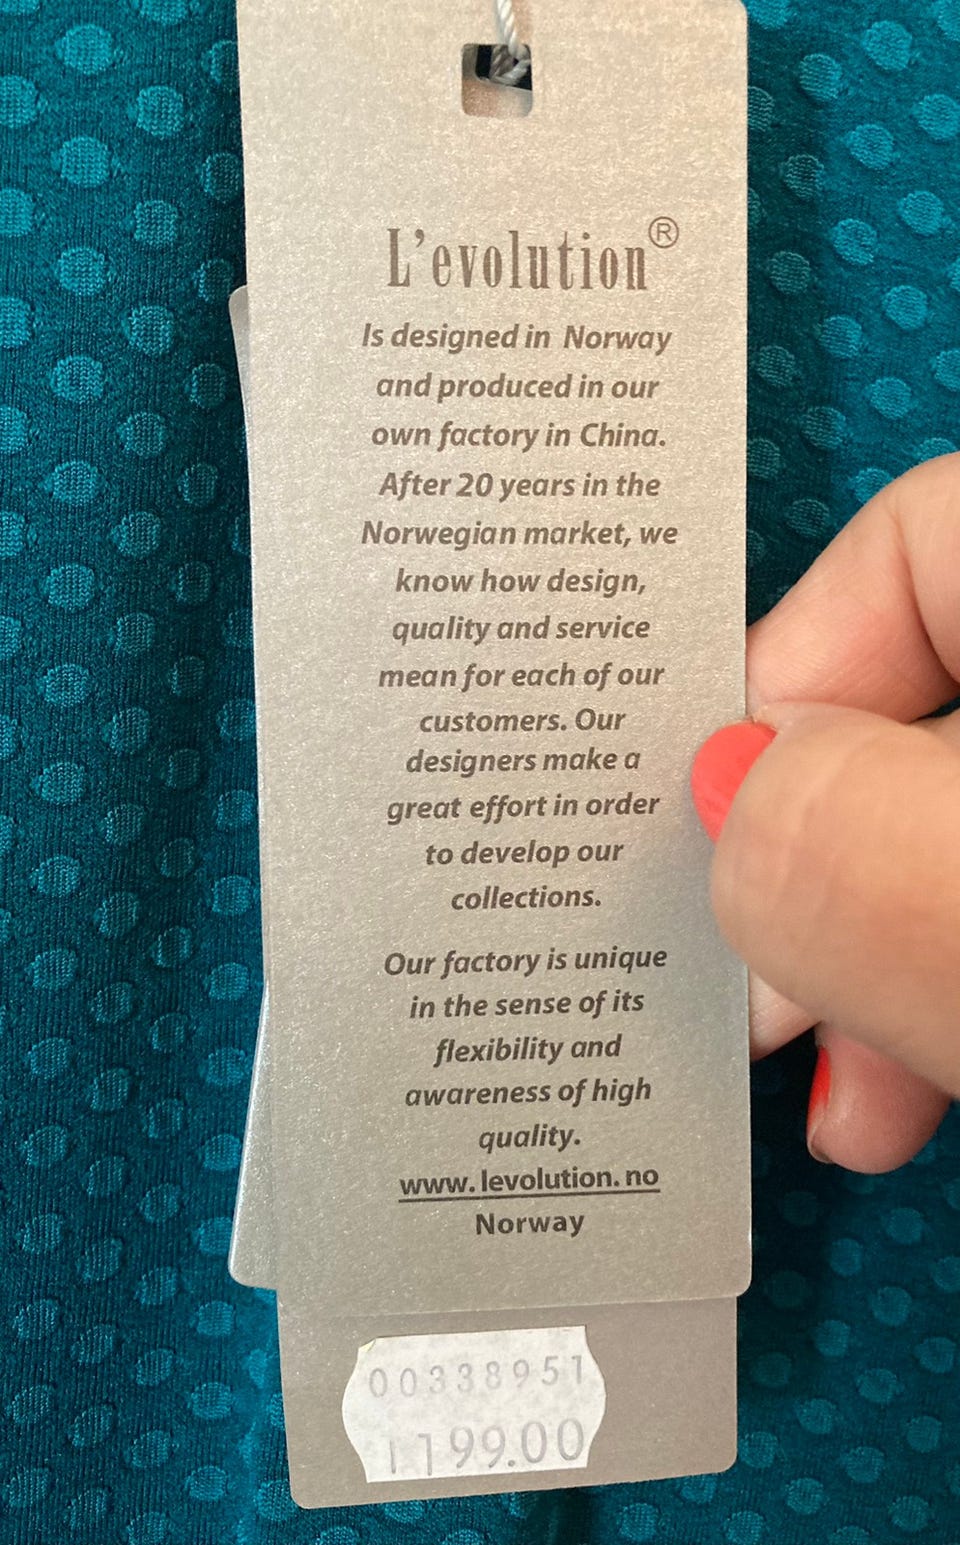 L'evolution®
Is designed in Norway
and produced in our
own factory in China.
After 20 years in the
Norwegian market, we
know how design,
quality and service
mean for each of our
customers. Our
designers make a
great effort in order
to develop our
collections.
Our factory is unique
in the sense of its
flexibility and
awareness of high
quality.
www.levolution.no
Norway
00338951
1199.00